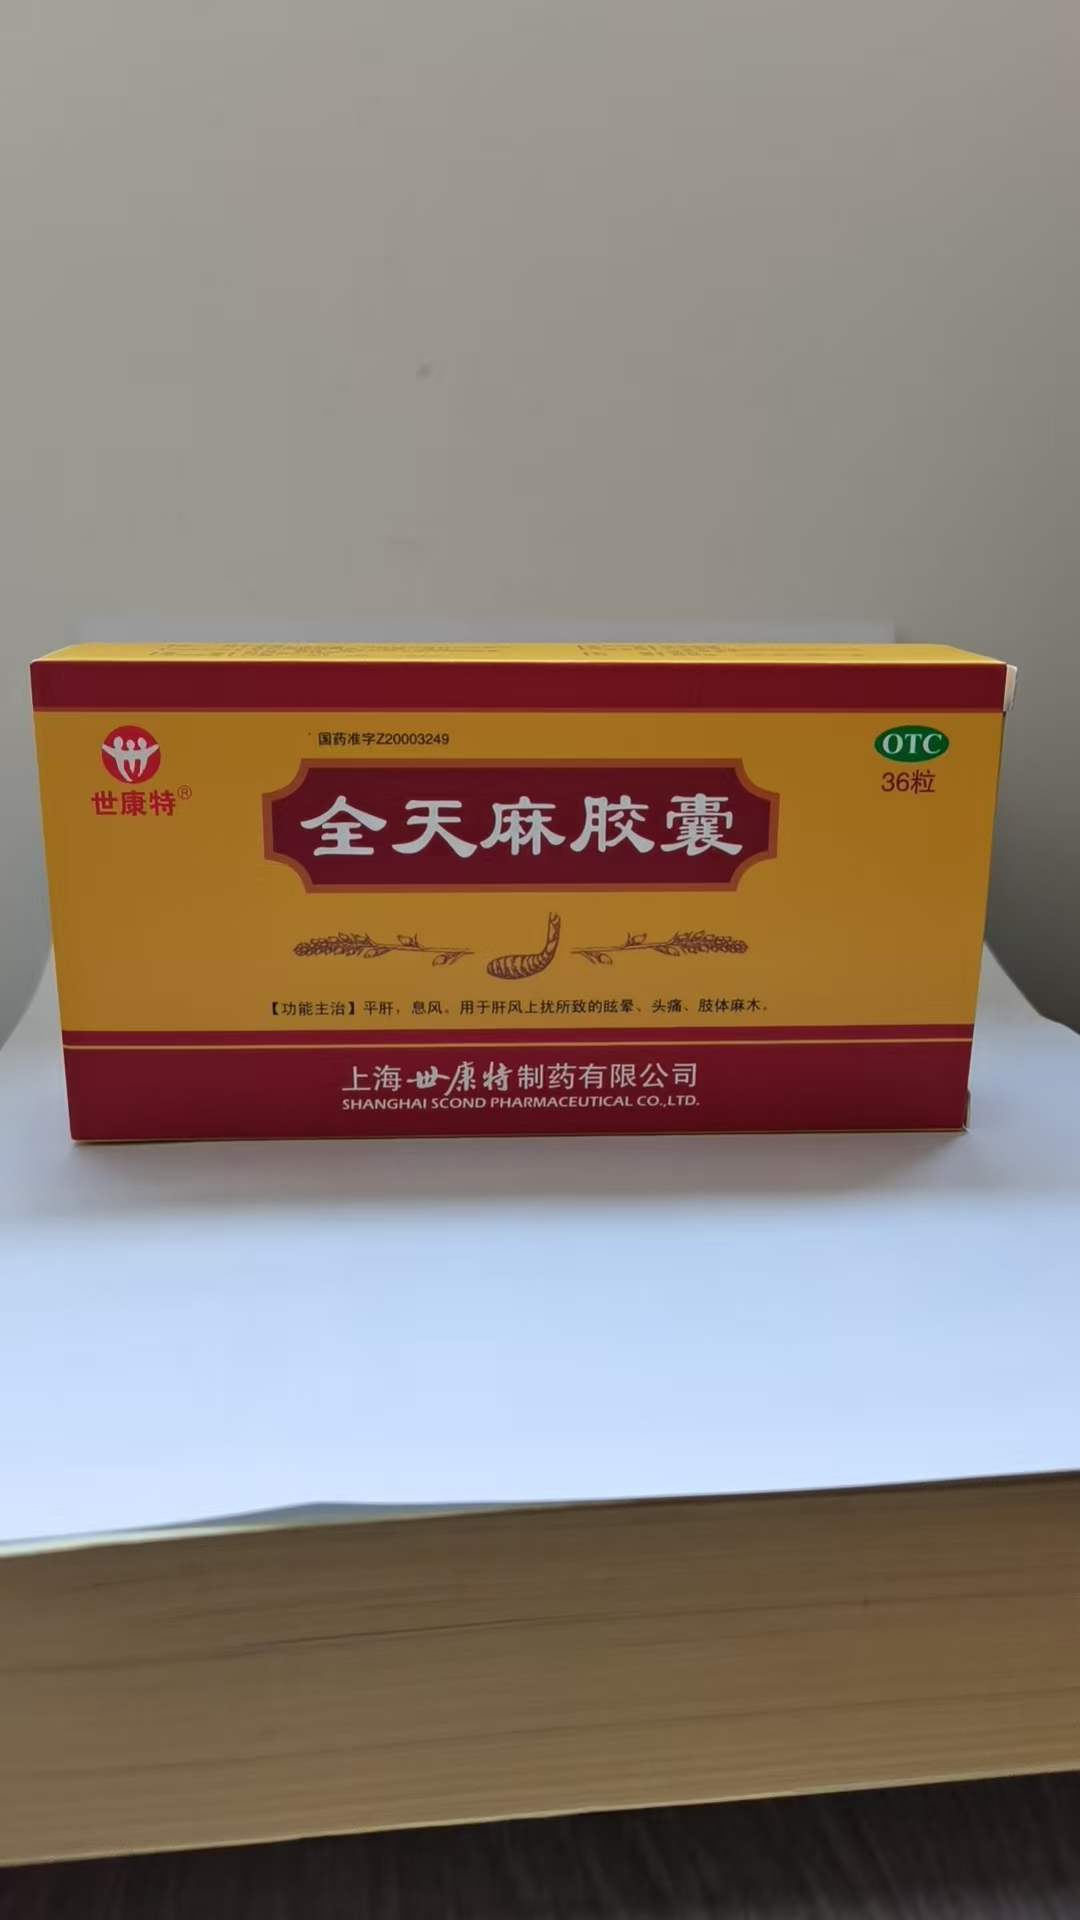 国药准字Z20003249
OTC
36粒
世康特®
全天麻胶囊
【功能主治】平肝，息风。用于肝风上扰所致的眩晕、头痛、肢体麻木。
上海世康特制药有限公司
SHANGHAI SCOND PHARMACEUTICAL CO.,LTD.